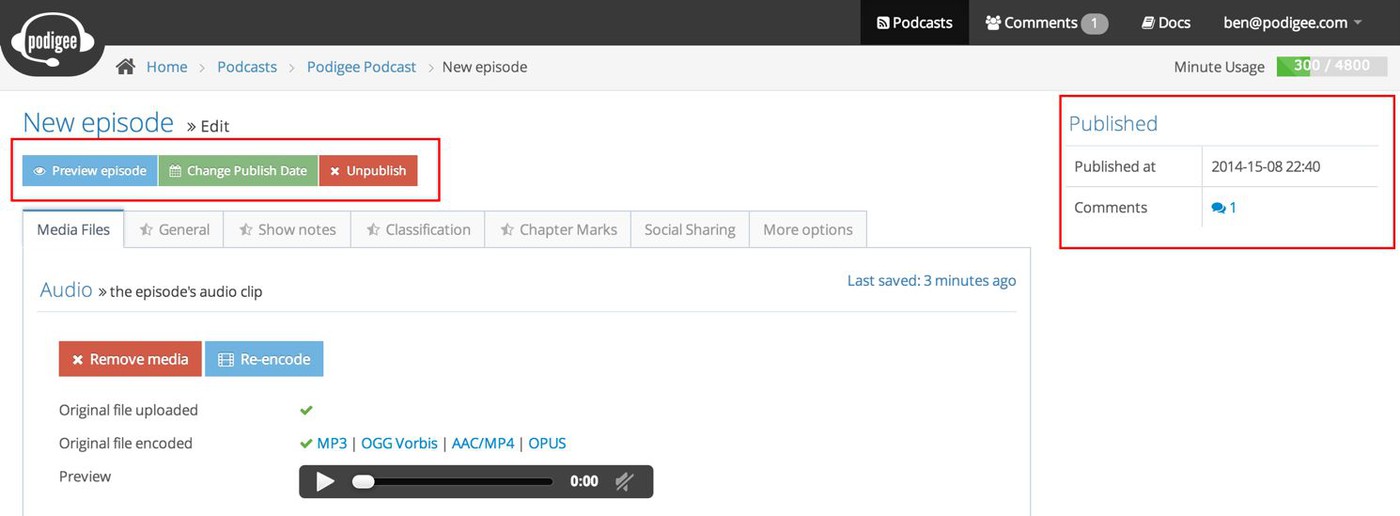 podigee
Podcasts
Comments 1
Docs
ben@podigee.com
Home > Podcasts > Podigee Podcast > New episode
Minute Usage 300 / 4800
New episode » Edit
Preview episode
Change Publish Date
Unpublish
Published
Published at 2014-15-08 22:40
Comments 1
Media Files
General
Show notes
Classification
Chapter Marks
Social Sharing
More options
Audio » the episode's audio clip
Last saved: 3 minutes ago
Remove media
Re-encode
Original file uploaded
Original file encoded MP3 | OGG Vorbis | AAC/MP4 | OPUS
Preview 0:00